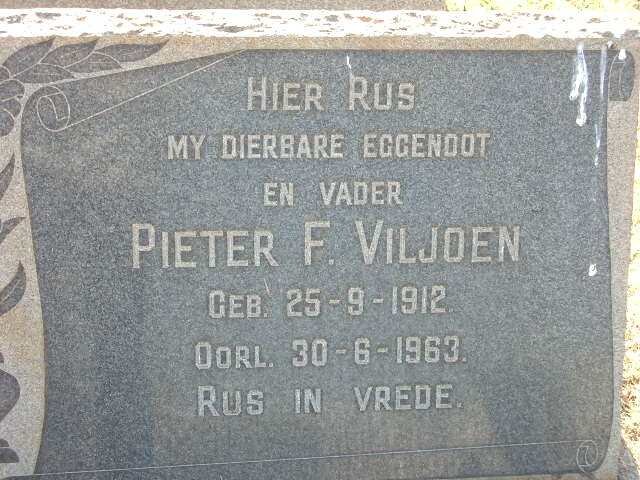 HIER RUS
MY DIERBARE EGGENOOT
EN VADER
PIETER F. VILJOEN
GEB. 25-9-1912.
OORL. 30-6-1963.
RUS IN VREDE.